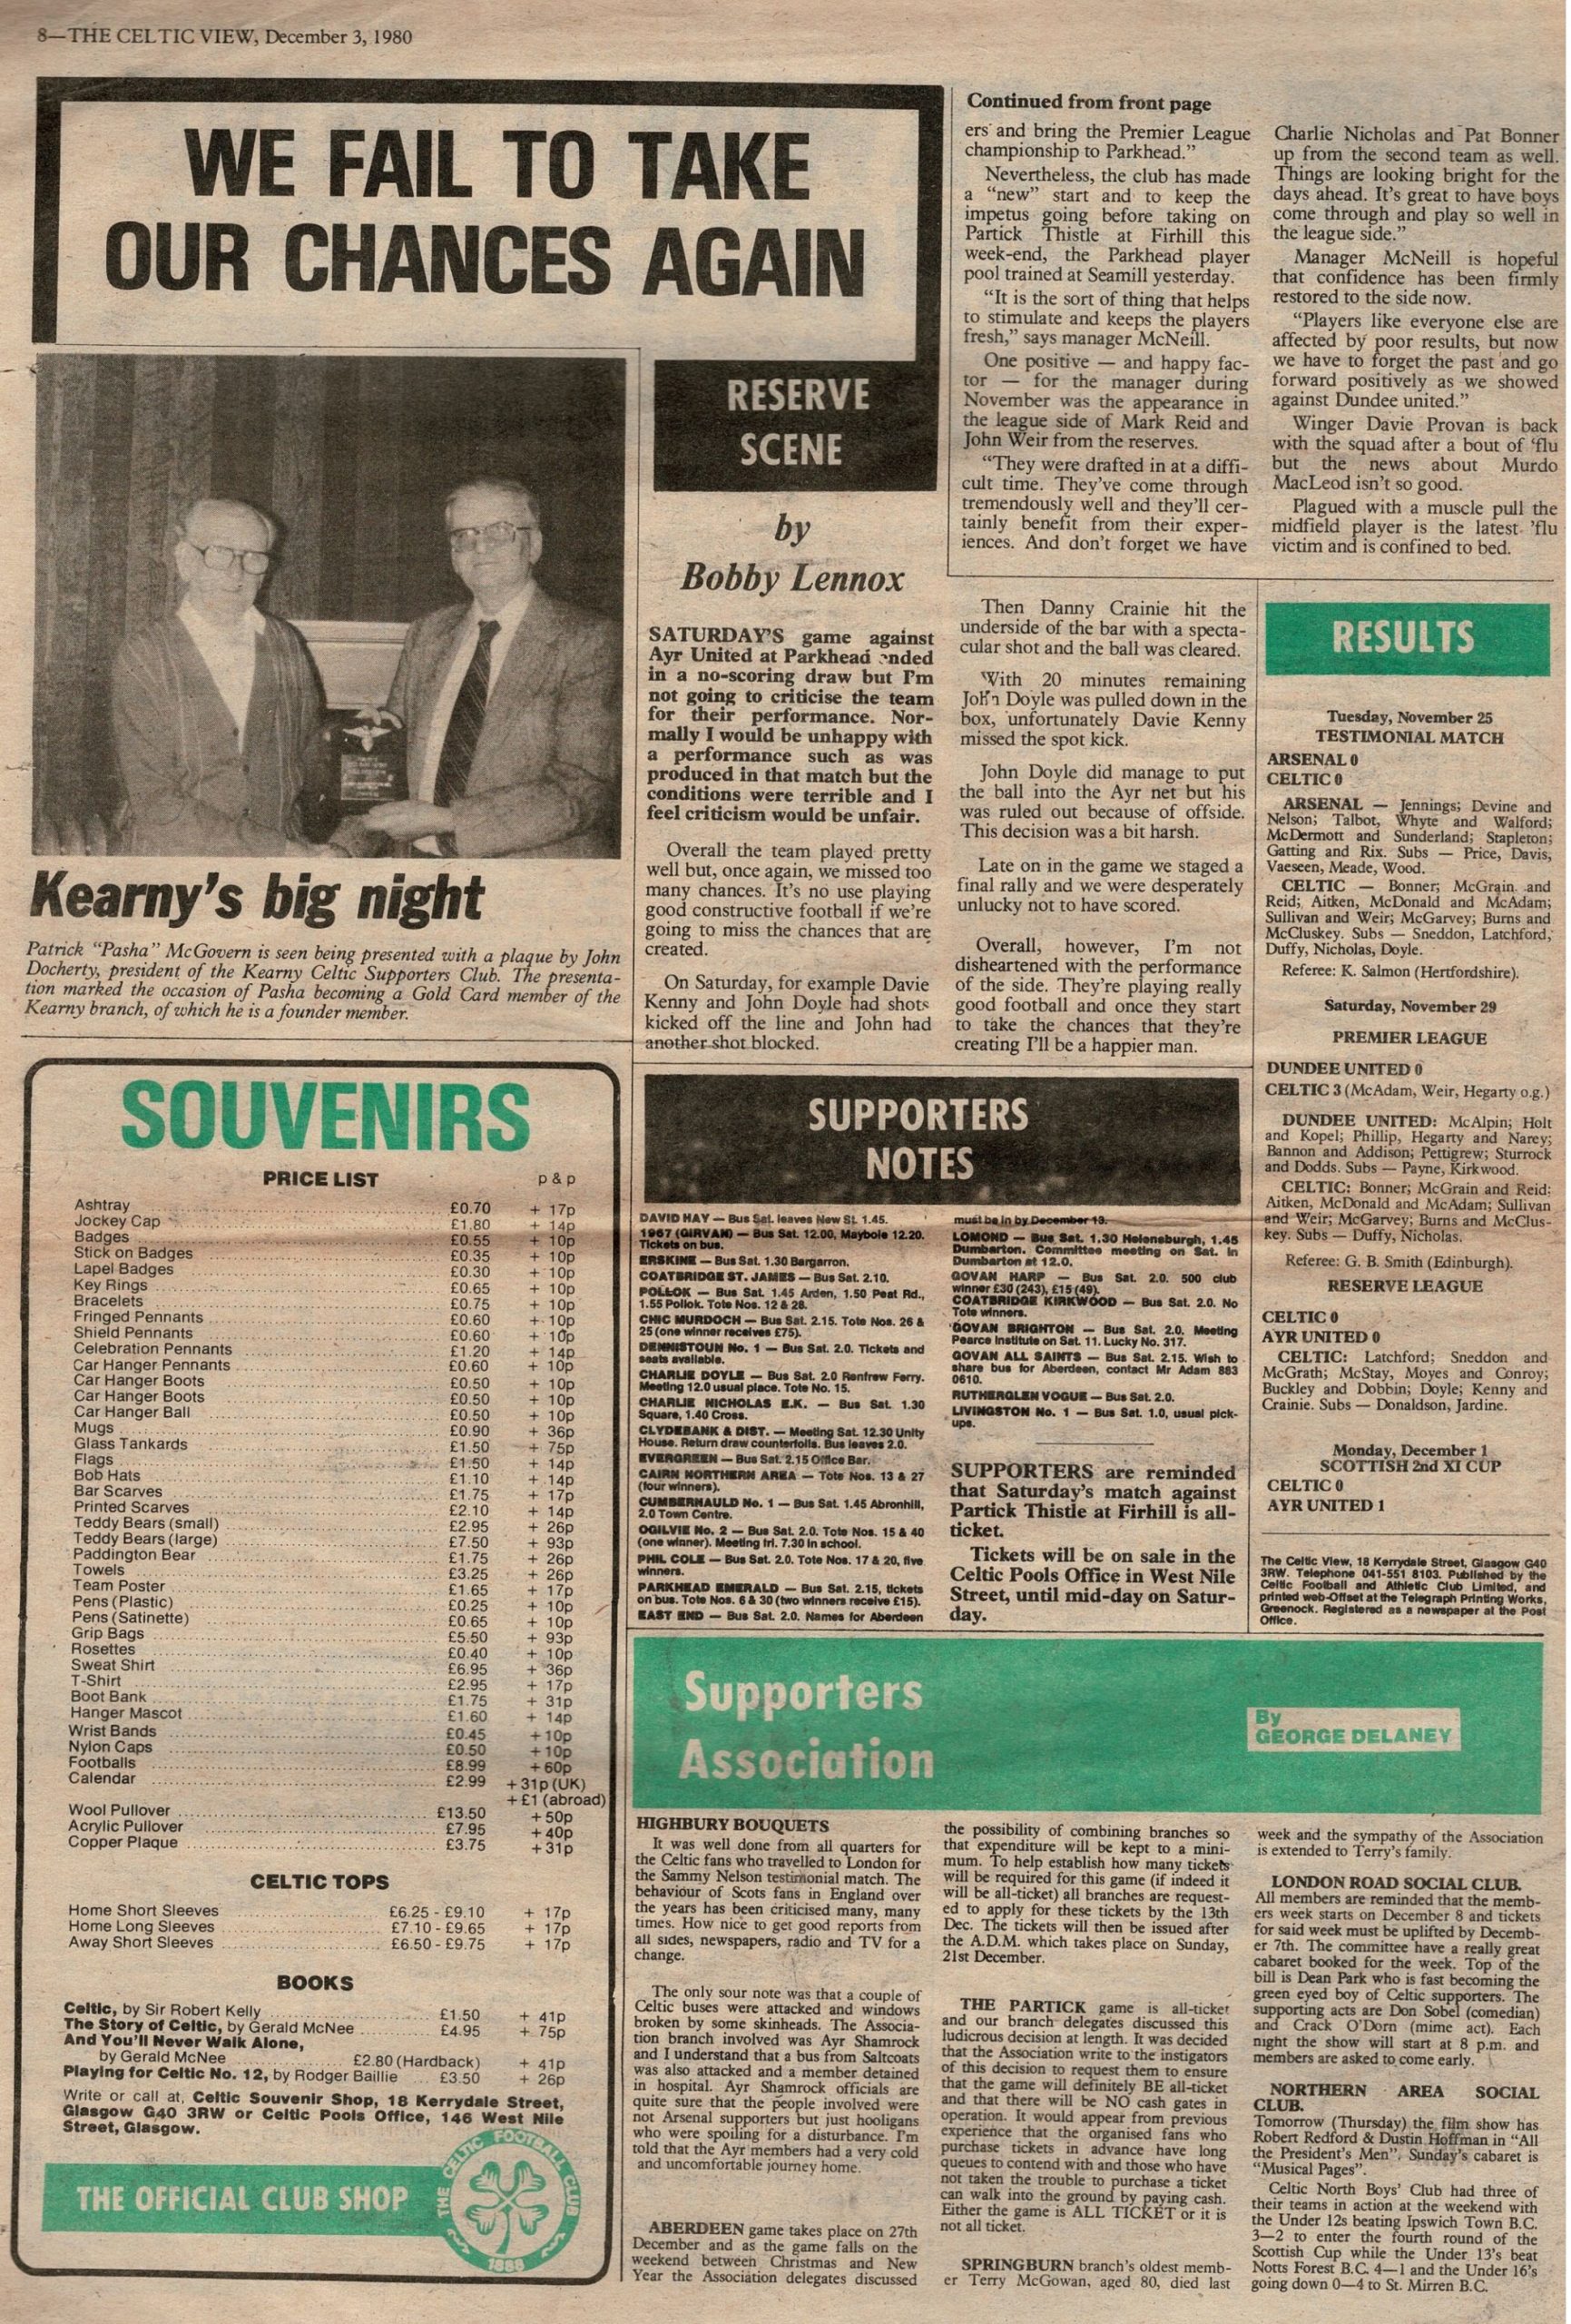 8—THE CELTIC VIEW, December 3, 1980
WE FAIL TO TAKE
OUR CHANCES AGAIN
Kearny's big night
Patrick “Pasha” McGovern is seen being presented with a plaque by John
Docherty, president of the Kearny Celtic Supporters Club. The presenta-
tion marked the occasion of Pasha becoming a Gold Card member of the
Kearny branch, of which he is a founder member.
RESERVE
SCENE
by
Bobby Lennox
SATURDAY'S game against
Ayr United at Parkhead ended
in a no-scoring draw but I'm
not going to criticise the team
for their performance. Nor-
mally I would be unhappy with
a performance such as was
produced in that match but the
conditions were terrible and I
feel criticism would be unfair.
Overall the team played pretty
well but, once again, we missed too
many chances. It's no use playing
good constructive football if we're
going to miss the chances that are
created.
On Saturday, for example Davie
Kenny and John Doyle had shots
kicked off the line and John had
another shot blocked.
Then Danny Crainie hit the
underside of the bar with a specta-
cular shot and the ball was cleared.
With 20 minutes remaining
John Doyle was pulled down in the
box, unfortunately Davie Kenny
missed the spot kick.
John Doyle did manage to put
the ball into the Ayr net but his
was ruled out because of offside.
This decision was a bit harsh.
Late on in the game we staged a
final rally and we were desperately
unlucky not to have scored.
Overall, however, I'm not
disheartened with the performance
of the side. They're playing really
good football and once they start
to take the chances that they're
creating I'll be a happier man.
Continued from front page
ers and bring the Premier League
championship to Parkhead.”
Nevertheless, the club has made
a “new” start and to keep the
impetus going before taking on
Partick Thistle at Firhill this
week-end, the Parkhead player
pool trained at Seamill yesterday.
“It is the sort of thing that helps
to stimulate and keeps the players
fresh,” says manager McNeill.
One positive — and happy fac-
tor — for the manager during
November was the appearance in
the league side of Mark Reid and
John Weir from the reserves.
“They were drafted in at a diffi-
cult time. They've come through
tremendously well and they'll cer-
tainly benefit from their exper-
iences. And don't forget we have
Charlie Nicholas and Pat Bonner
up from the second team as well.
Things are looking bright for the
days ahead. It's great to have boys
come through and play so well in
the league side.”
Manager McNeill is hopeful
that confidence has been firmly
restored to the side now.
“Players like everyone else are
affected by poor results, but now
we have to forget the past and go
forward positively as we showed
against Dundee united.”
Winger Davie Provan is back
with the squad after a bout of 'flu
but the news about Murdo
MacLeod isn't so good.
Plagued with a muscle pull the
midfield player is the latest 'flu
victim and is confined to bed.
RESULTS
Tuesday, November 25
TESTIMONIAL MATCH
ARSENAL 0
CELTIC 0
ARSENAL — Jennings; Devine and
Nelson; Talbot, Whyte and Walford;
McDermott and Sunderland; Stapleton;
Gatting and Rix. Subs — Price, Davis,
Vaeseen, Meade, Wood.
CELTIC — Bonner; McGrain and
Reid; Aitken, McDonald and McAdam;
Sullivan and Weir; McGarvey; Burns and
McCluskey. Subs — Sneddon, Latchford,
Duffy, Nicholas, Doyle.
Referee: K. Salmon (Hertfordshire).
Saturday, November 29
PREMIER LEAGUE
DUNDEE UNITED 0
CELTIC 3 (McAdam, Weir, Hegarty o.g.)
DUNDEE UNITED: McAlpin; Holt
and Kopel; Phillip, Hegarty and Narey;
Bannon and Addison; Pettigrew; Sturrock
and Dodds. Subs — Payne, Kirkwood.
CELTIC: Bonner; McGrain and Reid;
Aitken, McDonald and McAdam; Sullivan
and Weir; McGarvey; Burns and McClus-
key. Subs — Duffy, Nicholas.
Referee: G. B. Smith (Edinburgh).
RESERVE LEAGUE
CELTIC 0
AYR UNITED 0
CELTIC: Latchford; Sneddon and
McGrath; McStay, Moyes and Conroy;
Buckley and Dobbin; Doyle; Kenny and
Crainie. Subs — Donaldson, Jardine.
Monday, December 1
SCOTTISH 2nd XI CUP
CELTIC 0
AYR UNITED 1
The Celtic View, 18 Kerrydale Street, Glasgow G40
3RW. Telephone 041-551 8103. Published by the
Celtic Football and Athletic Club Limited, and
printed web-Offset at the Telegraph Printing Works,
Greenock. Registered as a newspaper at the Post
Office.
SOUVENIRS
PRICE LIST p & p
Ashtray £0.70 + 17p
Jockey Cap £1.80 + 14p
Badges £0.55 + 10p
Stick on Badges £0.35 + 10p
Lapel Badges £0.30 + 10p
Key Rings £0.65 + 10p
Bracelets £0.75 + 10p
Fringed Pennants £0.60 + 10p
Shield Pennants £0.60 + 10p
Celebration Pennants £1.20 + 14p
Car Hanger Pennants £0.60 + 10p
Car Hanger Boots £0.50 + 10p
Car Hanger Boots £0.50 + 10p
Car Hanger Ball £0.50 + 10p
Mugs £0.90 + 36p
Glass Tankards £1.50 + 75p
Flags £1.50 + 14p
Bob Hats £1.10 + 14p
Bar Scarves £1.75 + 17p
Printed Scarves £2.10 + 14p
Teddy Bears (small) £2.95 + 26p
Teddy Bears (large) £7.50 + 93p
Paddington Bear £1.75 + 26p
Towels £3.25 + 26p
Team Poster £1.65 + 17p
Pens (Plastic) £0.25 + 10p
Pens (Satinette) £0.65 + 10p
Grip Bags £5.50 + 93p
Rosettes £0.40 + 10p
Sweat Shirt £6.95 + 36p
T-Shirt £2.95 + 17p
Boot Bank £1.75 + 31p
Hanger Mascot £1.60 + 14p
Wrist Bands £0.45 +10p
Nylon Caps £0.50 +10p
Footballs £8.99 +60p
Calendar £2.99 +31p (UK)
+£1 (abroad)
Wool Pullover £13.50 +50p
Acrylic Pullover £7.95 +40p
Copper Plaque £3.75 +31p
CELTIC TOPS
Home Short Sleeves £6.25 - £9.10 + 17p
Home Long Sleeves £7.10 - £9.65 + 17p
Away Short Sleeves £6.50 - £9.75 + 17p
BOOKS
Celtic, by Sir Robert Kelly £1.50 + 41p
The Story of Celtic, by Gerald McNee £4.95 + 75p
And You'll Never Walk Alone,
by Gerald McNee £2.80 (Hardback) + 41p
Playing for Celtic No. 12, by Rodger Baillie £3.50 + 26p
Write or call at, Celtic Souvenir Shop, 18 Kerrydale Street,
Glasgow G40 3RW or Celtic Pools Office, 146 West Nile
Street, Glasgow.
THE OFFICIAL CLUB SHOP
THE CELTIC FOOTBALL CLUB
1888
SUPPORTERS
NOTES
DAVID HAY — Bus Sat. leaves New St. 1.45.
1967 (GIRVAN) — Bus Sat. 12.00, Maybole 12.20.
Tickets on bus.
ERSKINE — Bus Sat. 1.30 Bargarron.
COATBRIDGE ST. JAMES — Bus Sat. 2.10.
POLLOK — Bus Sat. 1.45 Arden, 1.50 Peat Rd.,
1.55 Pollok. Tote Nos. 12 & 28.
CHIC MURDOCH — Bus Sat. 2.15. Tote Nos. 26 &
25 (one winner receives £75).
DENNISTOUN No. 1 — Bus Sat. 2.0. Tickets and
seats available.
CHARLIE DOYLE — Bus Sat. 2.0 Renfrew Ferry.
Meeting 12.0 usual place. Tote No. 15.
CHARLIE NICHOLAS E.K. — Bus Sat. 1.30
Square, 1.40 Cross.
CLYDEBANK & DIST. — Meeting Sat. 12.30 Unity
House. Return draw counterfoils. Bus leaves 2.0.
EVERGREEN — Bus Sat. 2.15 Office Bar.
CAIRN NORTHERN AREA — Tote Nos. 13 & 27
(four winners).
CUMBERNAULD No. 1 — Bus Sat. 1.45 Abronhill,
2.0 Town Centre.
OGILVIE No. 2 — Bus Sat. 2.0. Tote Nos. 15 & 40
(one winner). Meeting fri. 7.30 in school.
PHIL COLE — Bus Sat. 2.0. Tote Nos. 17 & 20, five
winners.
PARKHEAD EMERALD — Bus Sat. 2.15, tickets
on bus. Tote Nos. 6 & 30 (two winners receive £15).
EAST END — Bus Sat. 2.0. Names for Aberdeen
must be in by December 13.
LOMOND — Bus Sat. 1.30 Helensburgh, 1.45
Dumbarton. Committee meeting on Sat. in
Dumbarton at 12.0.
GOVAN HARP — Bus Sat. 2.0. 500 club
winner £30 (243), £15 (49).
COATBRIDGE KIRKWOOD — Bus Sat. 2.0. No
Tote winners.
GOVAN BRIGHTON — Bus Sat. 2.0. Meeting
Pearce Institute on Sat. 11. Lucky No. 317.
GOVAN ALL SAINTS — Bus Sat. 2.15. Wish to
share bus for Aberdeen, contact Mr Adam 883
0610.
RUTHERGLEN VOGUE — Bus Sat. 2.0.
LIVINGSTON No. 1 — Bus Sat. 1.0, usual pick-
ups.
SUPPORTERS are reminded
that Saturday's match against
Partick Thistle at Firhill is all-
ticket.
Tickets will be on sale in the
Celtic Pools Office in West Nile
Street, until mid-day on Satur-
day.
Supporters
Association
By
GEORGE DELANEY
HIGHBURY BOUQUETS
It was well done from all quarters for
the Celtic fans who travelled to London for
the Sammy Nelson testimonial match. The
behaviour of Scots fans in England over
the years has been criticised many, many
times. How nice to get good reports from
all sides, newspapers, radio and TV for a
change.
The only sour note was that a couple of
Celtic buses were attacked and windows
broken by some skinheads. The Associa-
tion branch involved was Ayr Shamrock
and I understand that a bus from Saltcoats
was also attacked and a member detained
in hospital. Ayr Shamrock officials are
quite sure that the people involved were
not Arsenal supporters but just hooligans
who were spoiling for a disturbance. I'm
told that the Ayr members had a very cold
and uncomfortable journey home.
ABERDEEN game takes place on 27th
December and as the game falls on the
weekend between Christmas and New
Year the Association delegates discussed
the possibility of combining branches so
that expenditure will be kept to a mini-
mum. To help establish how many tickets
will be required for this game (if indeed it
will be all-ticket) all branches are request-
ed to apply for these tickets by the 13th
Dec. The tickets will then be issued after
the A.D.M. which takes place on Sunday,
21st December.
THE PARTICK game is all-ticket
and our branch delegates discussed this
ludicrous decision at length. It was decided
that the Association write to the instigators
of this decision to request them to ensure
that the game will definitely BE all-ticket
and that there will be NO cash gates in
operation. It would appear from previous
experience that the organised fans who
purchase tickets in advance have long
queues to contend with and those who have
not taken the trouble to purchase a ticket
can walk into the ground by paying cash.
Either the game is ALL TICKET or it is
not all ticket.
SPRINGBURN branch's oldest memb-
er Terry McGowan, aged 80, died last
week and the sympathy of the Association
is extended to Terry's family.
LONDON ROAD SOCIAL CLUB.
All members are reminded that the memb-
ers week starts on December 8 and tickets
for said week must be uplifted by Decemb-
er 7th. The committee have a really great
cabaret booked for the week. Top of the
bill is Dean Park who is fast becoming the
green eyed boy of Celtic supporters. The
supporting acts are Don Sobel (comedian)
and Crack O'Dorn (mime act). Each
night the show will start at 8 p.m. and
members are asked to come early.
NORTHERN AREA SOCIAL
CLUB.
Tomorrow (Thursday) the film show has
Robert Redford & Dustin Hoffman in “All
the President's Men”. Sunday's cabaret is
“Musical Pages”.
Celtic North Boys' Club had three of
their teams in action at the weekend with
the Under 12s beating Ipswich Town B.C.
3—2 to enter the fourth round of the
Scottish Cup while the Under 13's beat
Notts Forest B.C. 4—1 and the Under 16's
going down 0—4 to St. Mirren B.C.